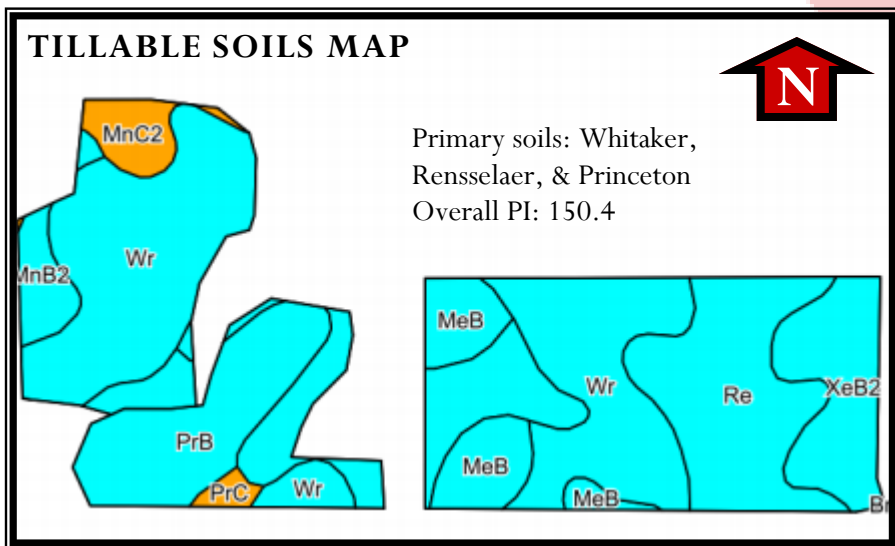 TILLABLE SOILS MAP
N
Primary soils: Whitaker,
Rensselaer, & Princeton
Overall PI: 150.4
MnC2
Wr
MnB2
PrB
PrC
Wr
MeB
Wr
Re
XeB2
MeB
MeB